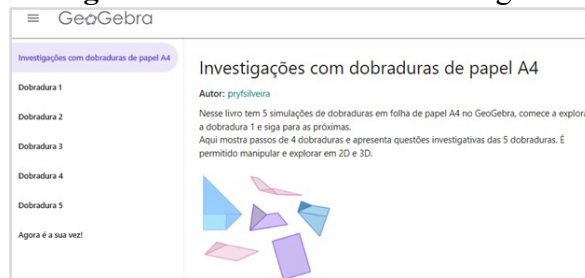 GeoGebra
Investigações com dobraduras de papel A4
Dobradura 1
Dobradura 2
Dobradura 3
Dobradura 4
Dobradura 5
Agora é a sua vez!
Investigações com dobraduras de papel A4
Autor: pryfsilveira
Nesse livro tem 5 simulações de dobraduras em folha de papel A4 no GeoGebra, comece a explora
a dobradura 1 e siga para as próximas.
Aqui mostra passos de 4 dobraduras e apresenta questões investigativas das 5 dobraduras. É
permitido manipular e explorar em 2D e 3D.